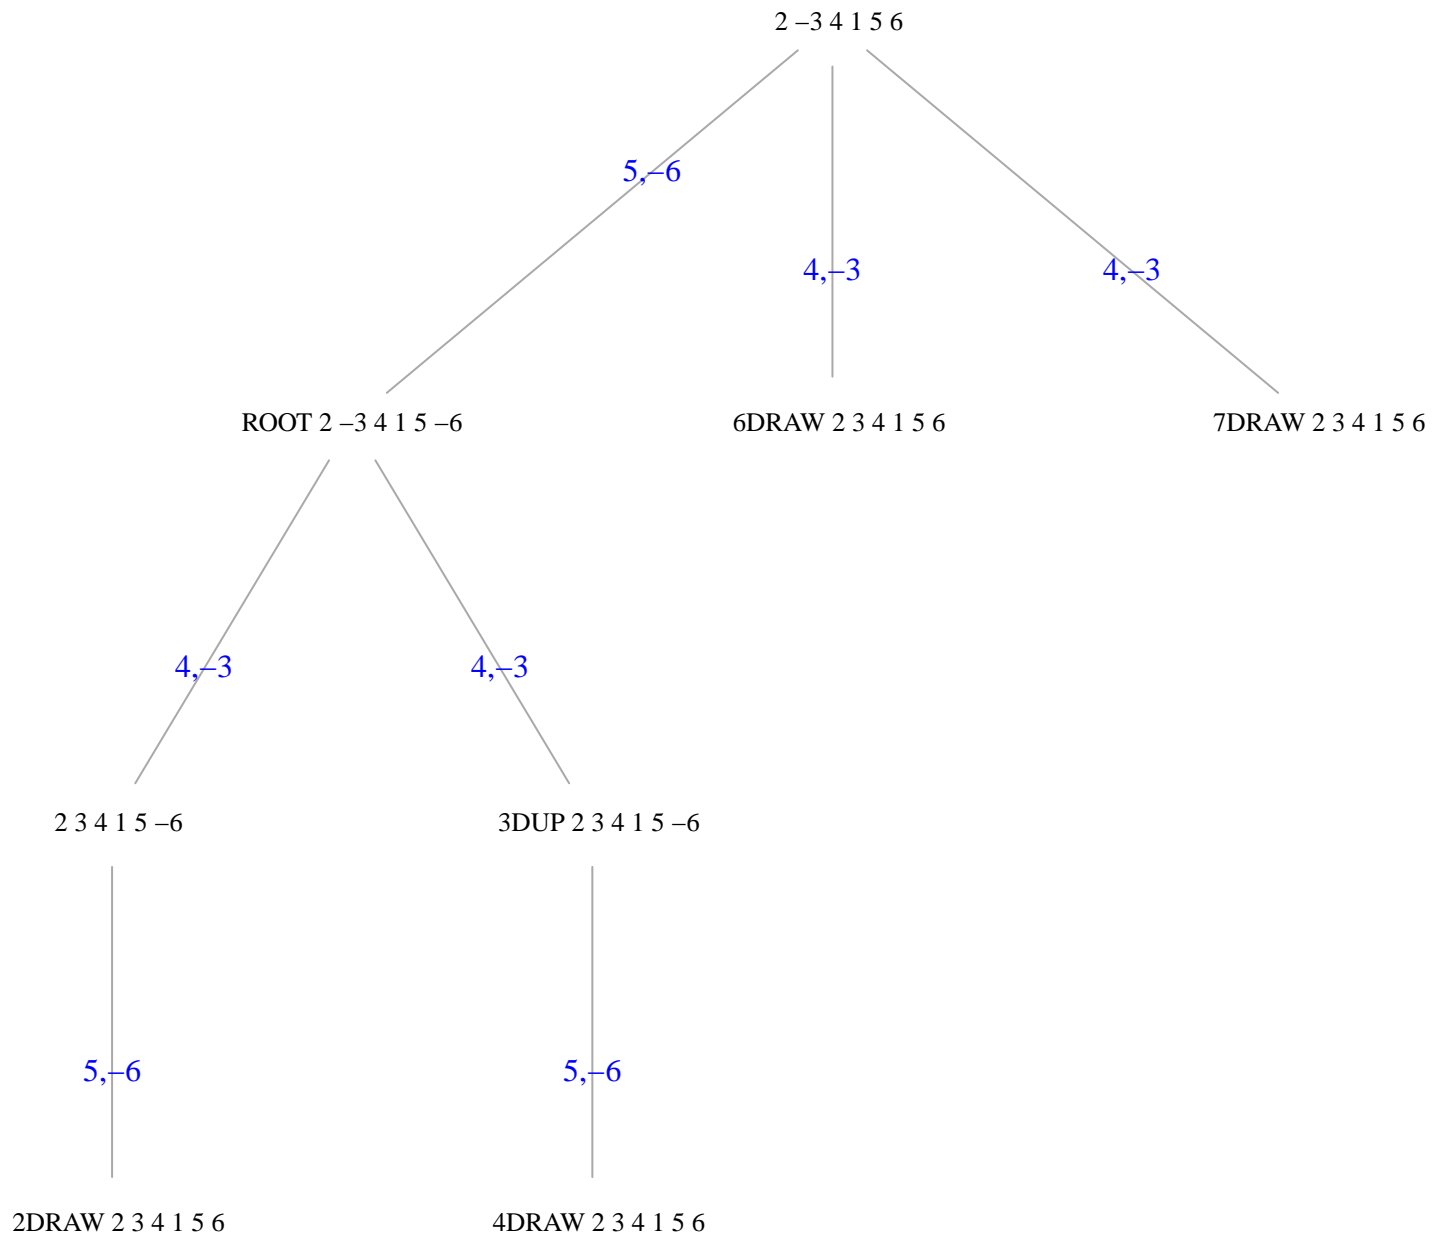 2 –3 4 1 5 6
5,–6
4,–3
4,–3
ROOT 2 –3 4 1 5 –6
6DRAW 2 3 4 1 5 6
7DRAW 2 3 4 1 5 6
4,–3
4,–3
2 3 4 1 5 –6
3DUP 2 3 4 1 5 –6
5,–6
5,–6
2DRAW 2 3 4 1 5 6
4DRAW 2 3 4 1 5 6